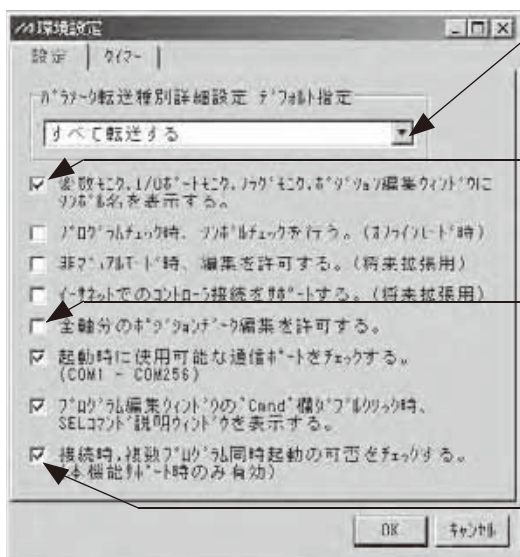 環境設定
設定
タイマー
パラメータ転送種別詳細設定 デフォルト指定
すべて転送する
変数モニタ,I/Oポートモニタ,フラグモニタ,ポジション編集ウィンドウに
シンボル名を表示する。
プログラムチェック時、シンボルチェックを行う。(オフラインモード時)
非マニュアルモード時、編集を許可する。(将来拡張用)
イーサネットでのコントローラ接続をサポートする。(将来拡張用)
全軸分のポジションデータ編集を許可する。
起動時に使用可能な通信ポートをチェックする。
(COM1 - COM256)
プログラム編集ウィンドウの"Cmnd"欄ダブルクリック時、
SELコマンド説明ウィンドウを表示する。
接続時,複数プログラム同時起動の可否をチェックする。
(本機能サポート時のみ有効)
OK
キャンセル